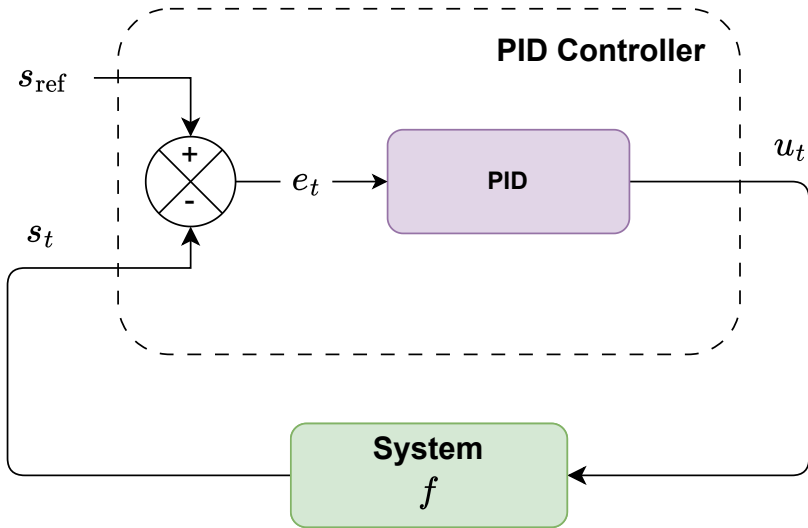 PID Controller
s_ref
+
-
e_t
PID
u_t
s_t
System
f